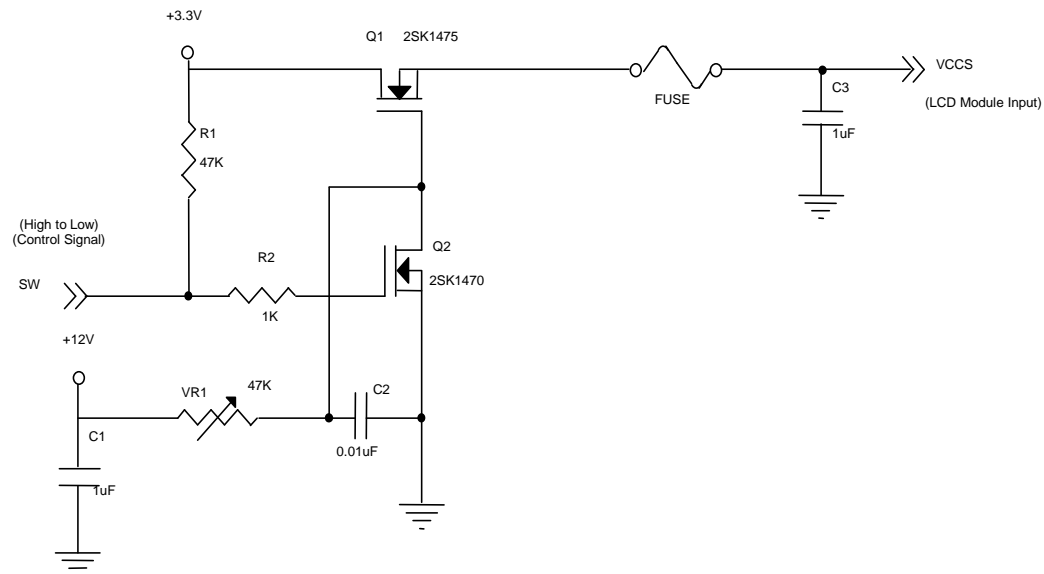 +3.3V
Q1 2SK1475
VCCS
FUSE
C3
(LCD Module Input)
1uF
R1
47K
(High to Low)
(Control Signal)
Q2
R2
2SK1470
SW
1K
+12V
VR1
47K
C2
C1
0.01uF
1uF